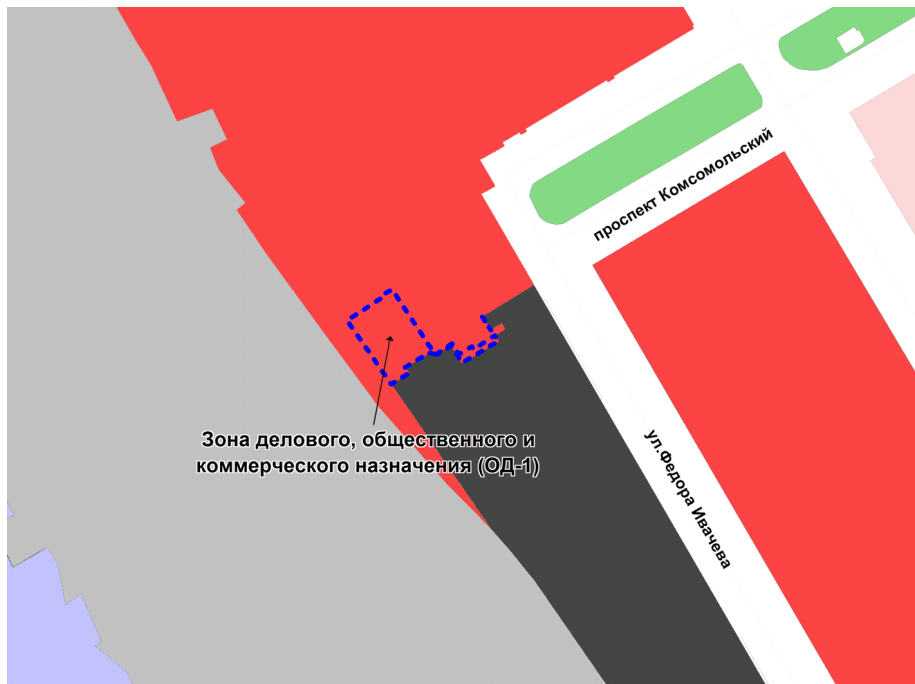 проспект Комсомольский
Зона делового, общественного и
коммерческого назначения (ОД-1)
ул.Федора Ивачева